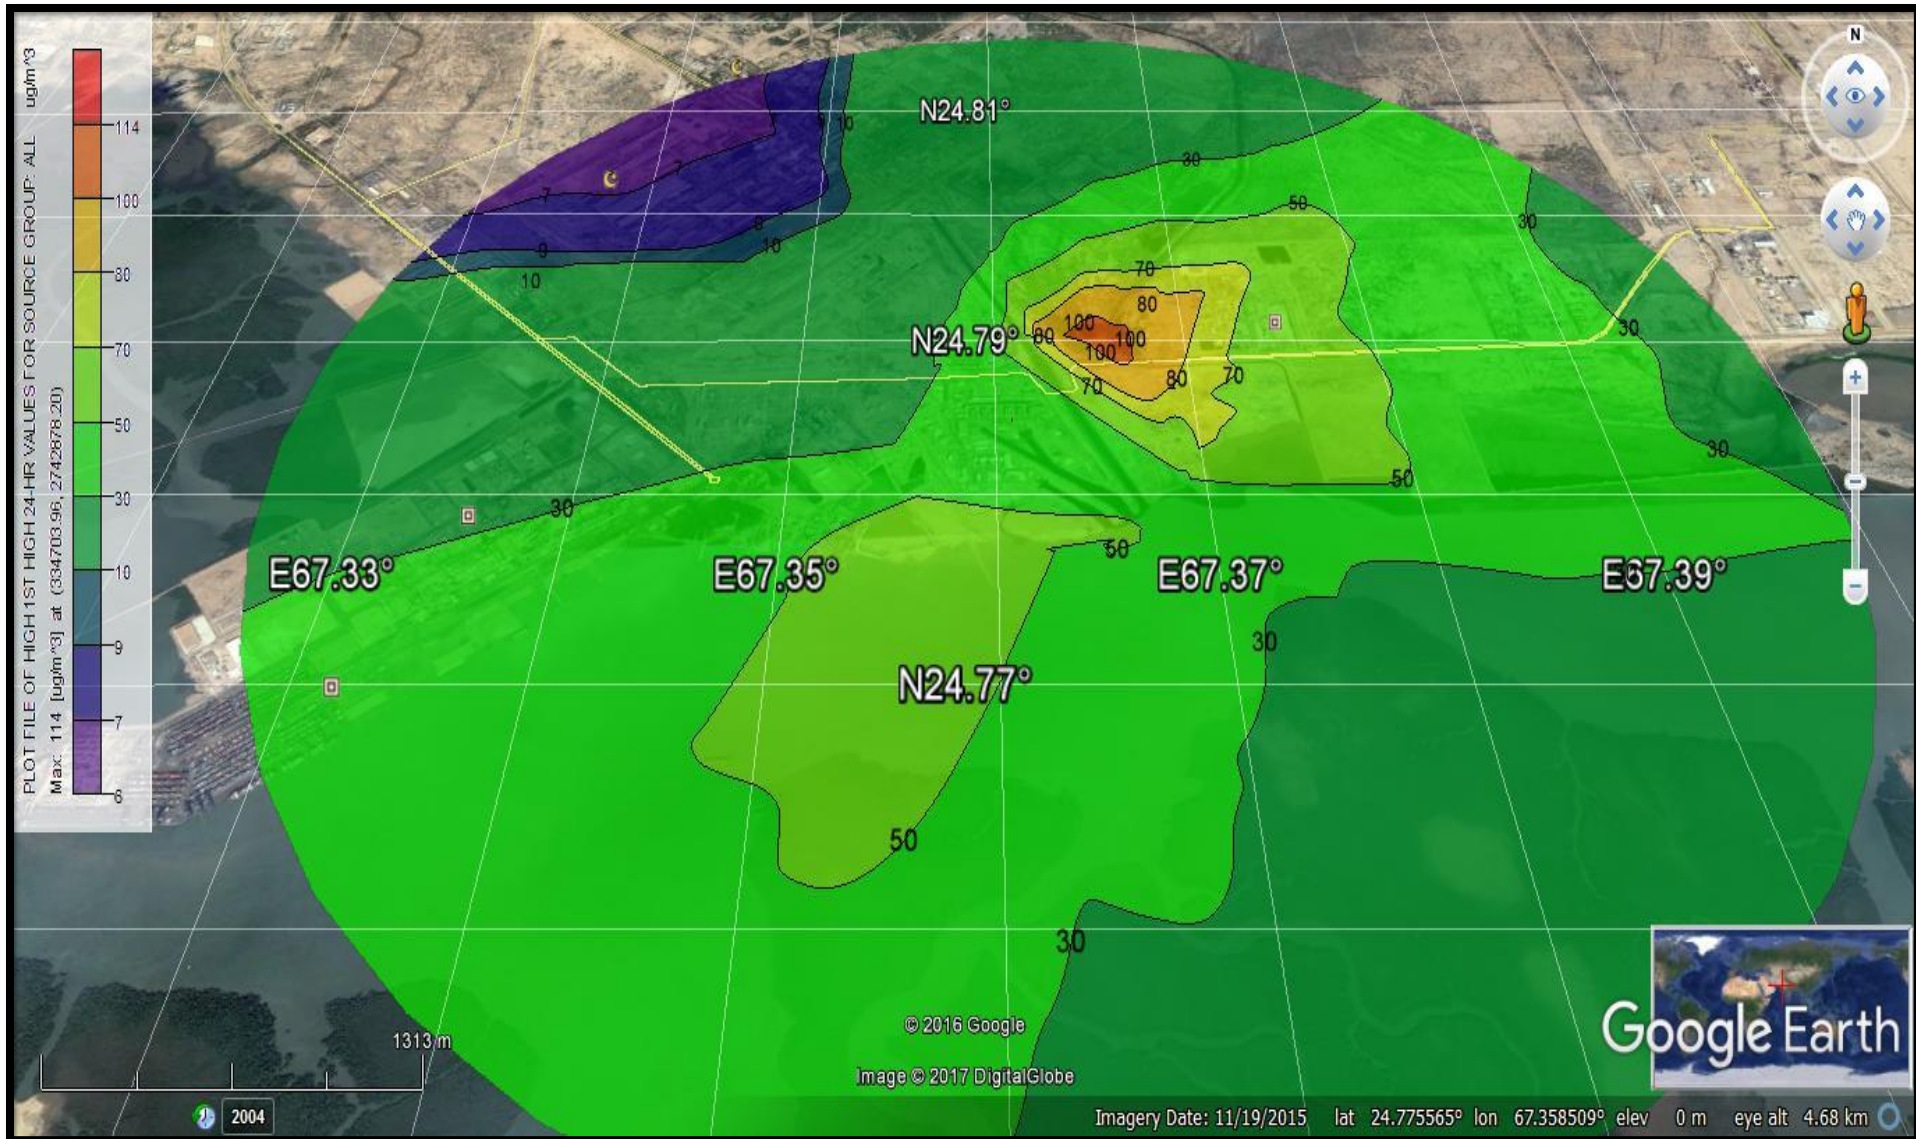 PLOT FILE OF HIGH 1ST HIGH 24-HR VALUES FOR SOURCE GROUP: ALL ug/m^3
Max: 114 [ug/m^3] at (334703.96, 2742878.20)
114
100
80
70
50
30
10
9
7
6
N
N24.81°
10
30
7
7
50
30
8
10
9
10
70
80
30
100
N24.79°
80
100
100
70
80
70
30
50
30
50
E67.33°
E67.35°
E67.37°
E67.39°
30
N24.77°
50
30
© 2016 Google
Image © 2017 DigitalGlobe
1313 m
2004
Google Earth
Imagery Date: 11/19/2015 lat 24.775565° lon 67.358509° elev 0 m eye alt 4.68 km